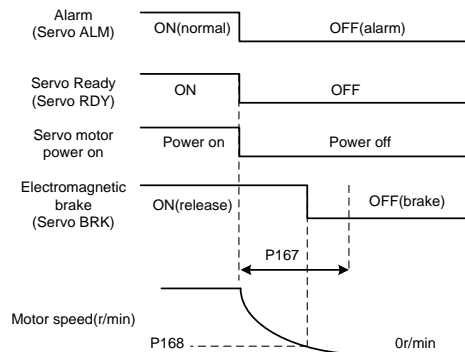 Alarm
(Servo ALM)
ON(normal)
OFF(alarm)
Servo Ready
(Servo RDY)
ON
OFF
Servo motor
power on
Power on
Power off
Electromagnetic
brake
(Servo BRK)
ON(release)
OFF(brake)
P167
Motor speed(r/min)
P168
0r/min